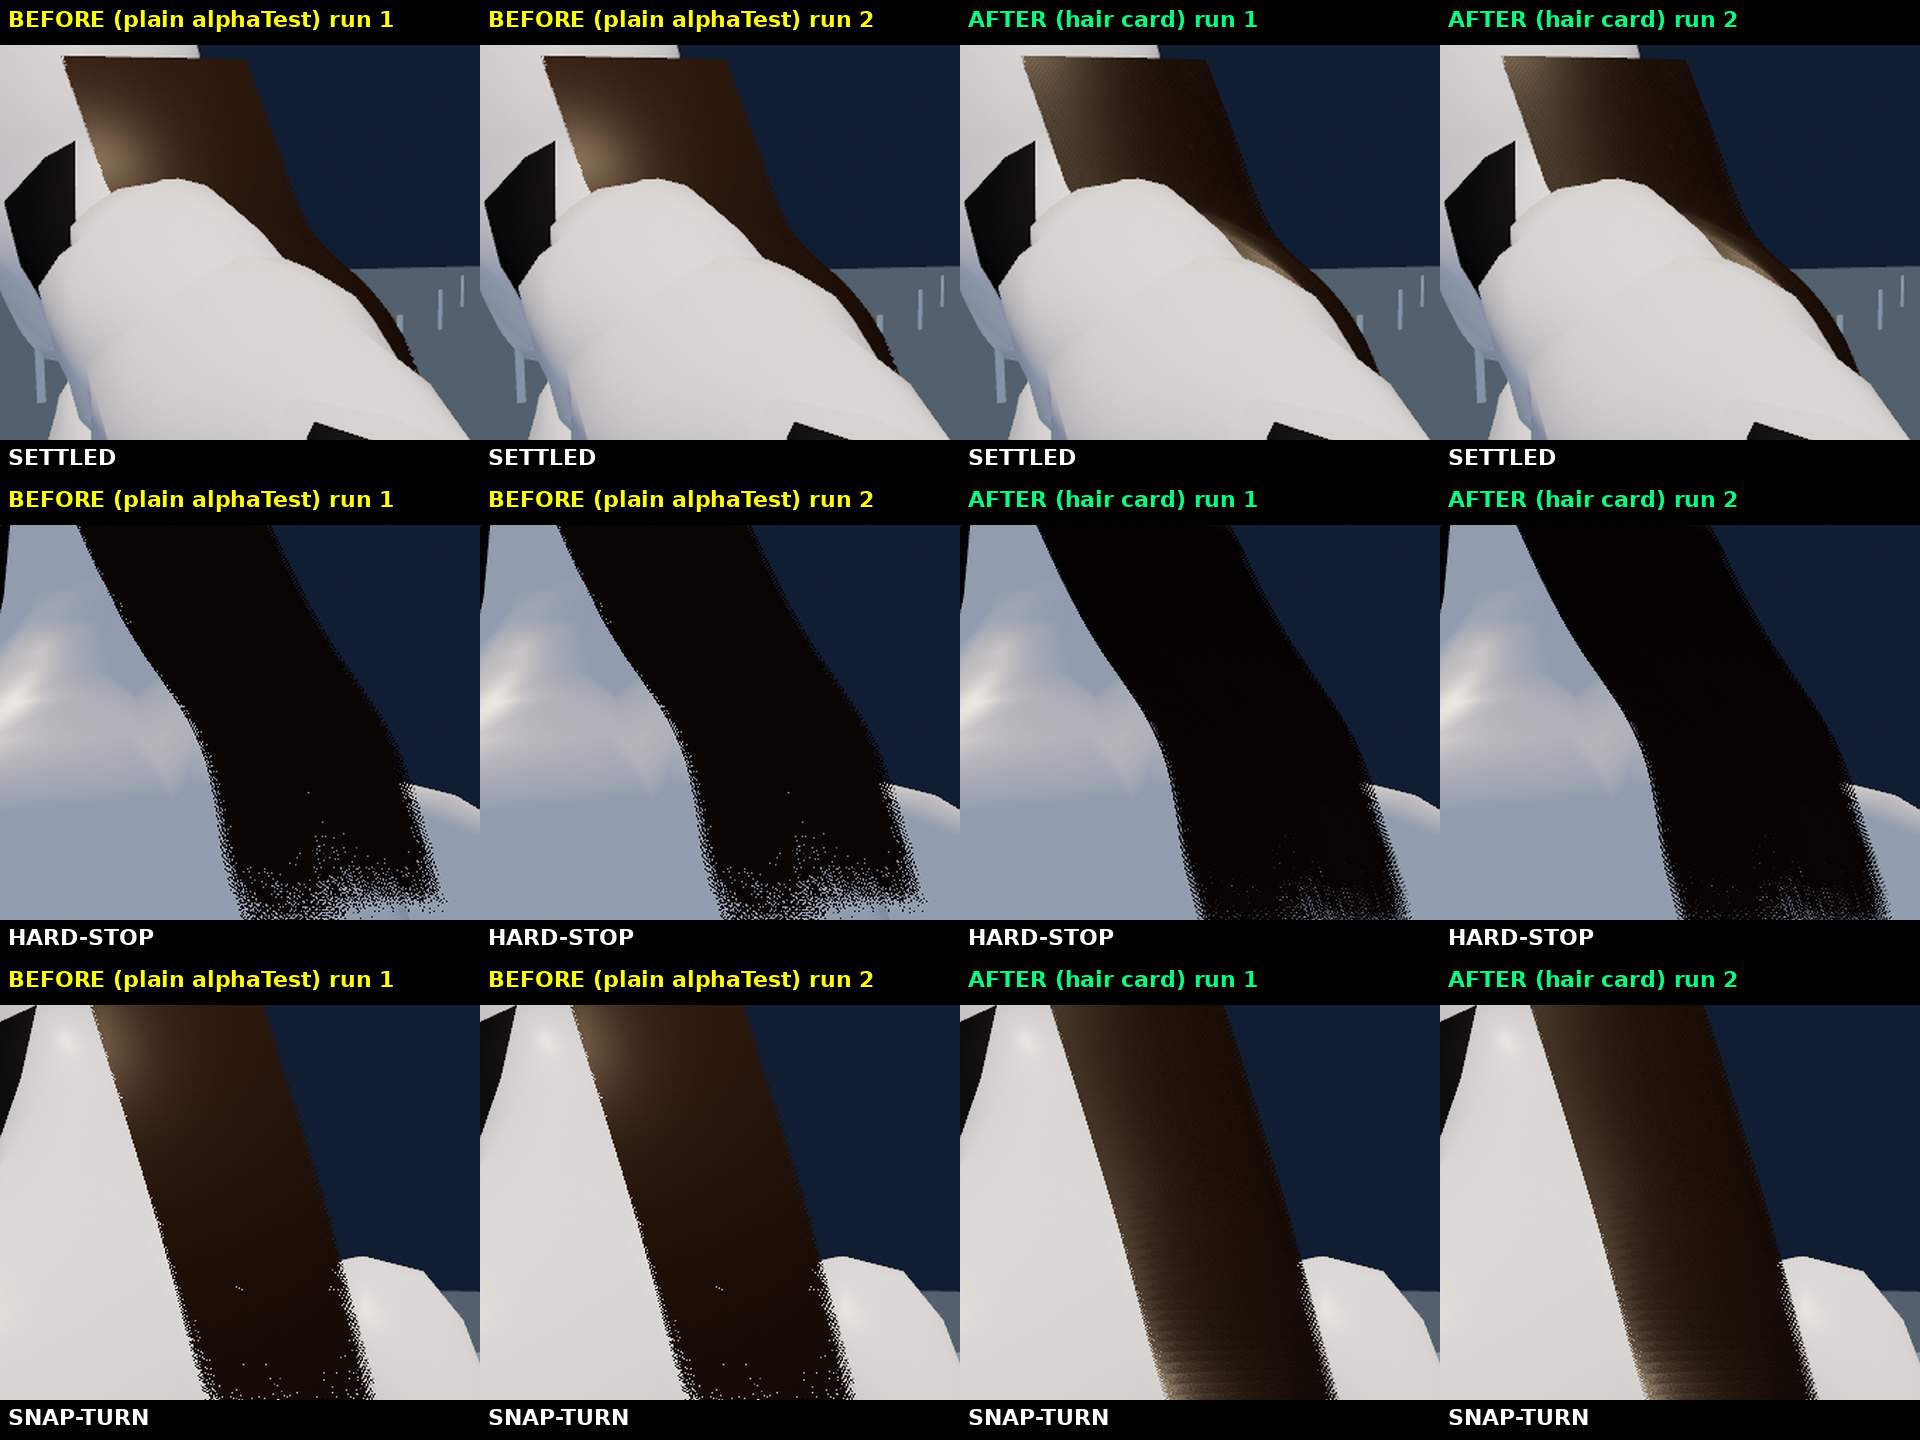 BEFORE (plain alphaTest) run 1
BEFORE (plain alphaTest) run 2
AFTER (hair card) run 1
AFTER (hair card) run 2
SETTLED
SETTLED
SETTLED
SETTLED
BEFORE (plain alphaTest) run 1
BEFORE (plain alphaTest) run 2
AFTER (hair card) run 1
AFTER (hair card) run 2
HARD-STOP
HARD-STOP
HARD-STOP
HARD-STOP
BEFORE (plain alphaTest) run 1
BEFORE (plain alphaTest) run 2
AFTER (hair card) run 1
AFTER (hair card) run 2
SNAP-TURN
SNAP-TURN
SNAP-TURN
SNAP-TURN